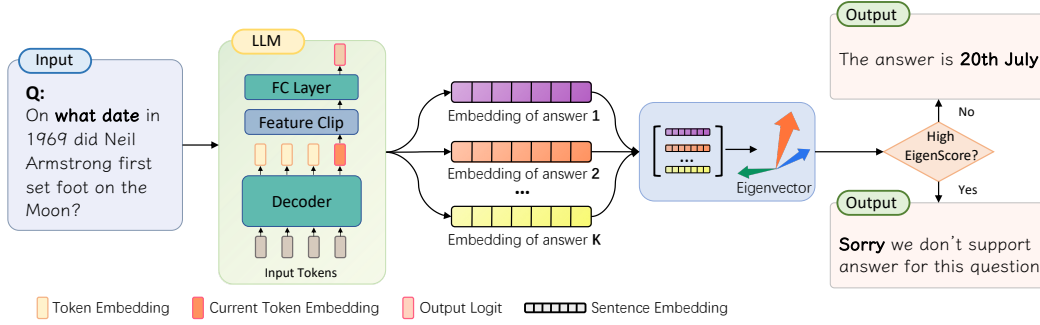 Input
Q:
On what date in
1969 did Neil
Armstrong first
set foot on the
Moon?
LLM
FC Layer
Feature Clip
Decoder
Input Tokens
Embedding of answer 1
Embedding of answer 2
...
Embedding of answer K
...
Eigenvector
High
EigenScore?
No
Yes
Output
The answer is 20th July
Output
Sorry we don't support
answer for this question
Token Embedding
Current Token Embedding
Output Logit
Sentence Embedding